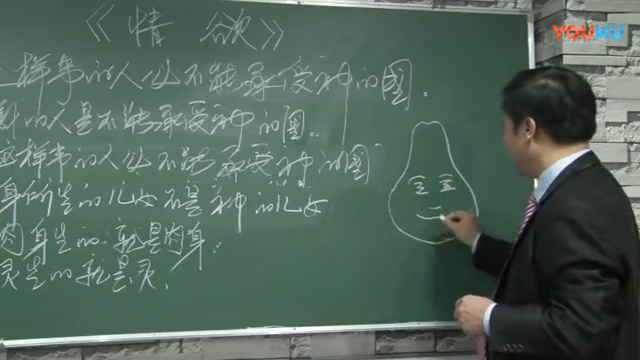 《情 欲》
YOUKU
样事的人必不能承受神的国。
的人是不能承受神的国。
这样事的人必不能承受神的国
身所生的儿女不是神的儿女
肉身生的.就是肉身.
灵生的就是灵、